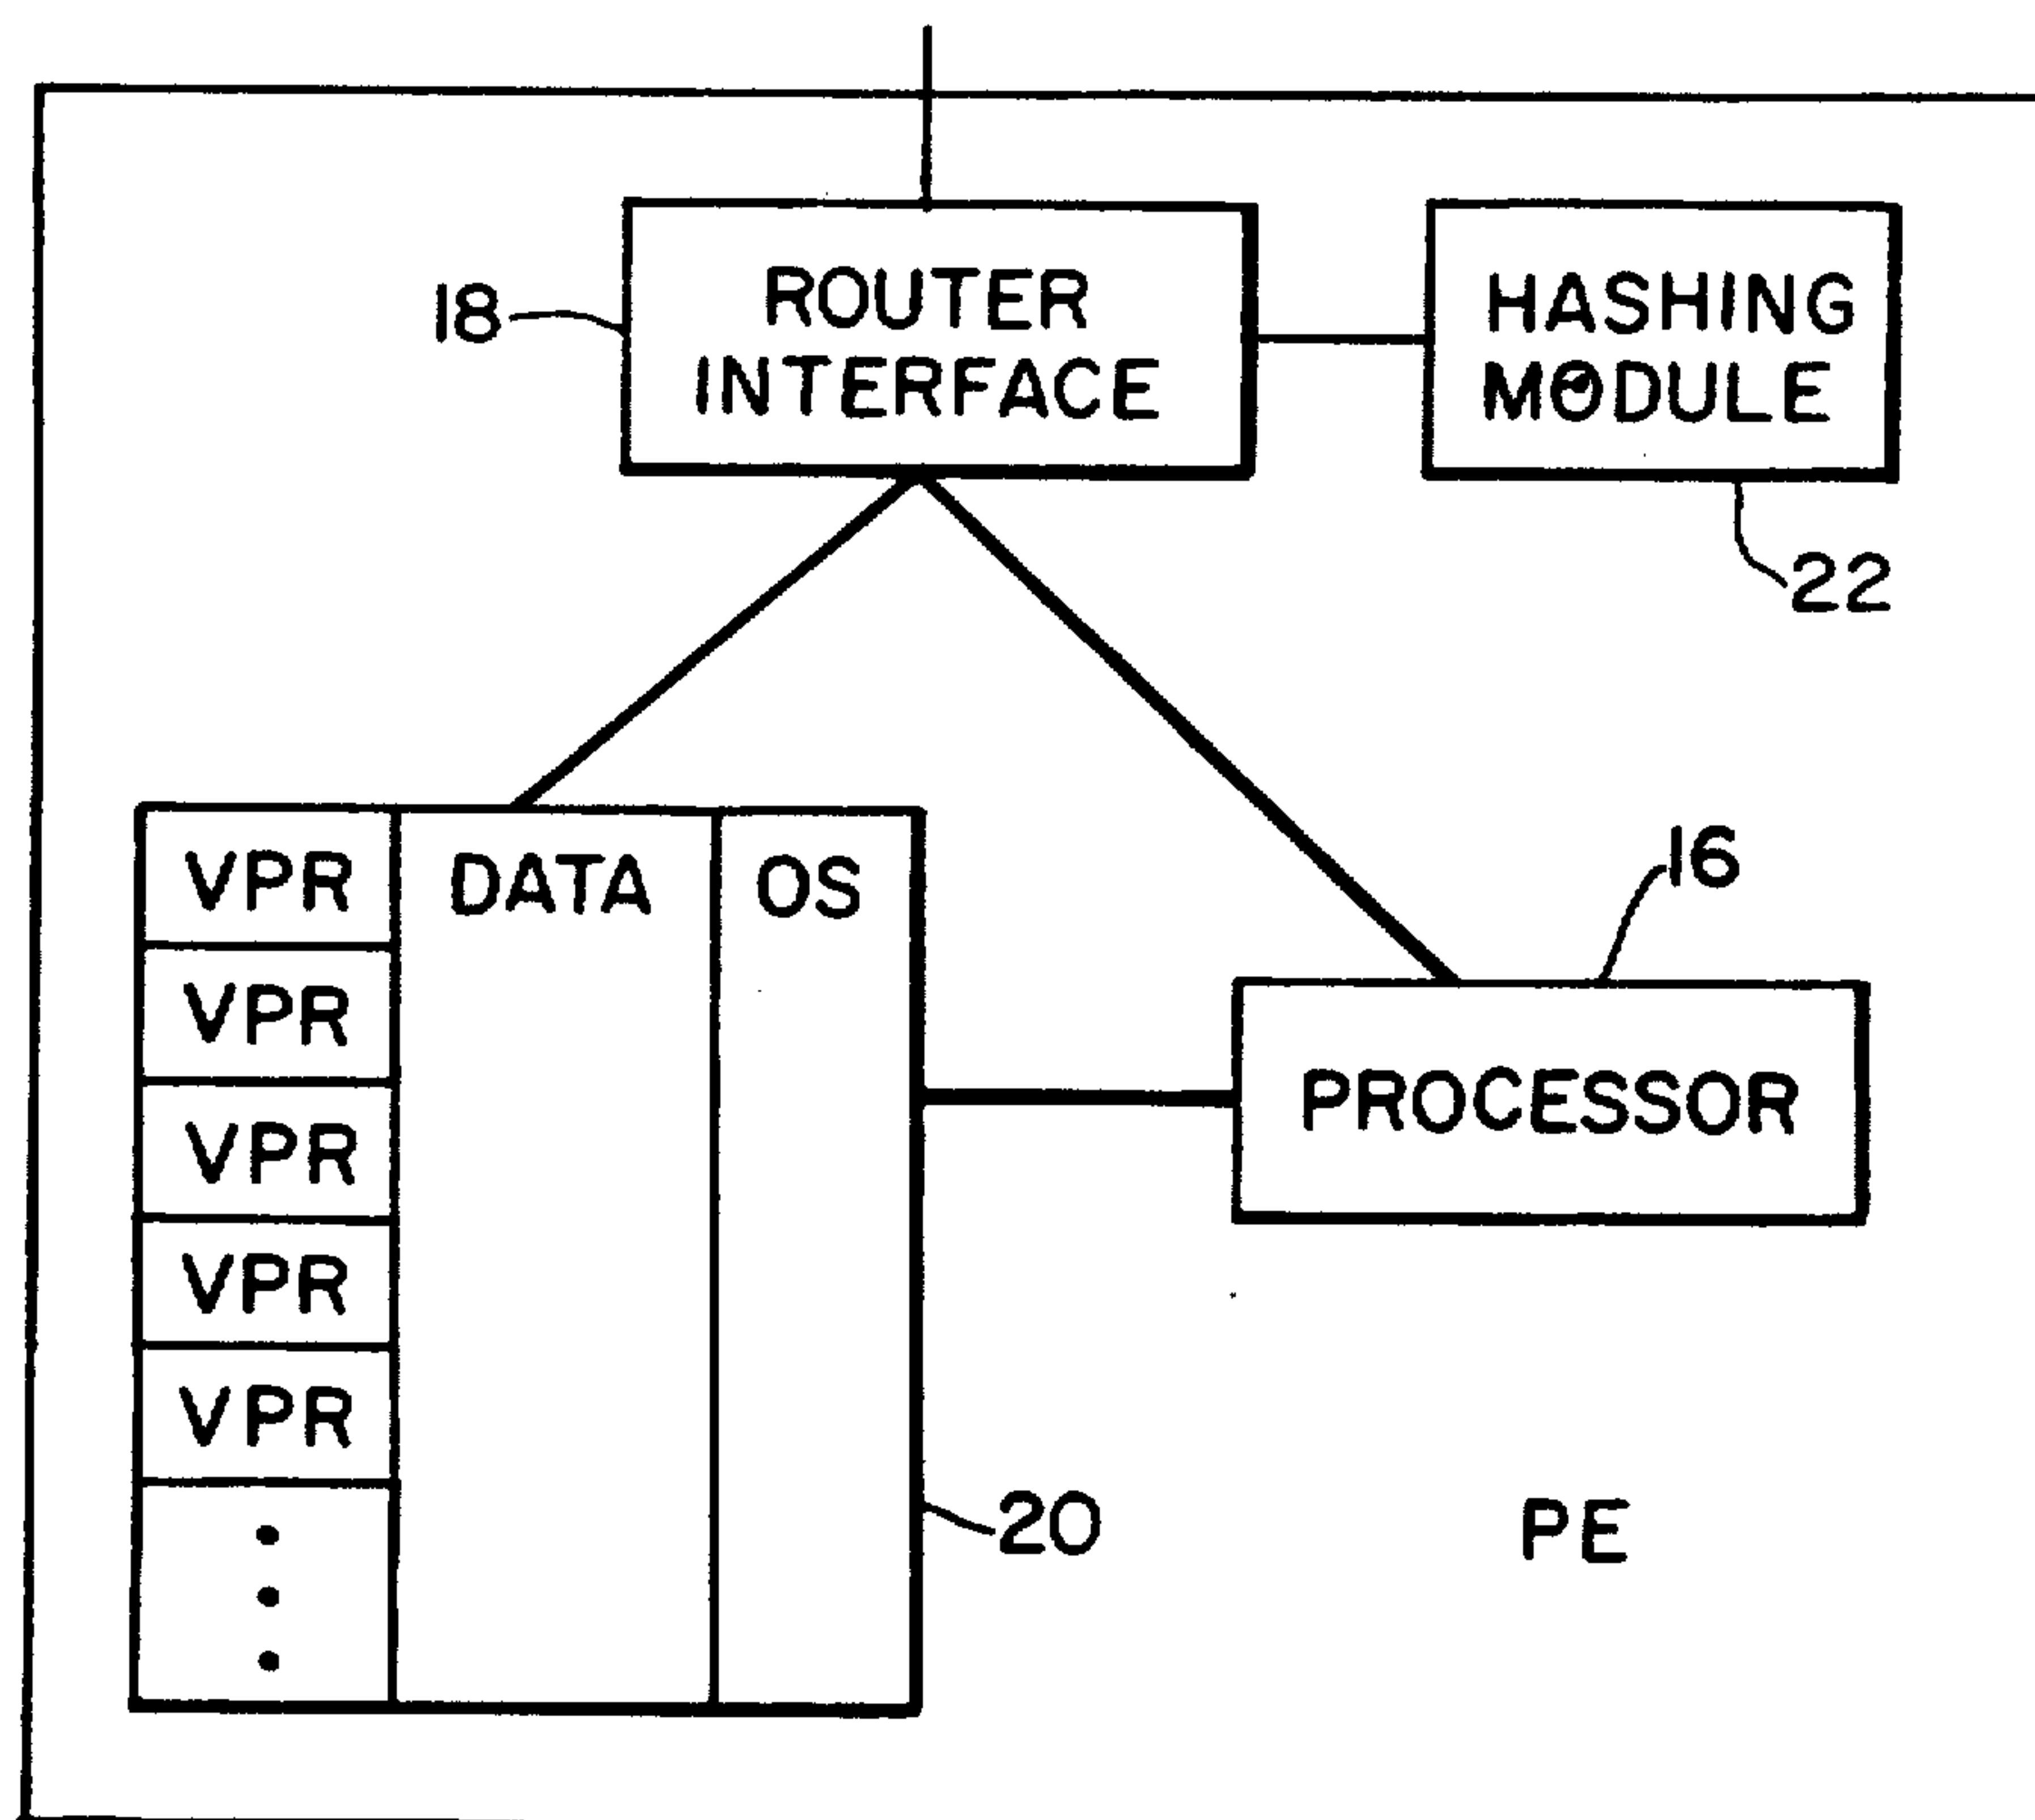 18
ROUTER
INTERFACE
HASHING
MODULE
22
VPR DATA OS
VPR
VPR
VPR
VPR
16
PROCESSOR
20
PE